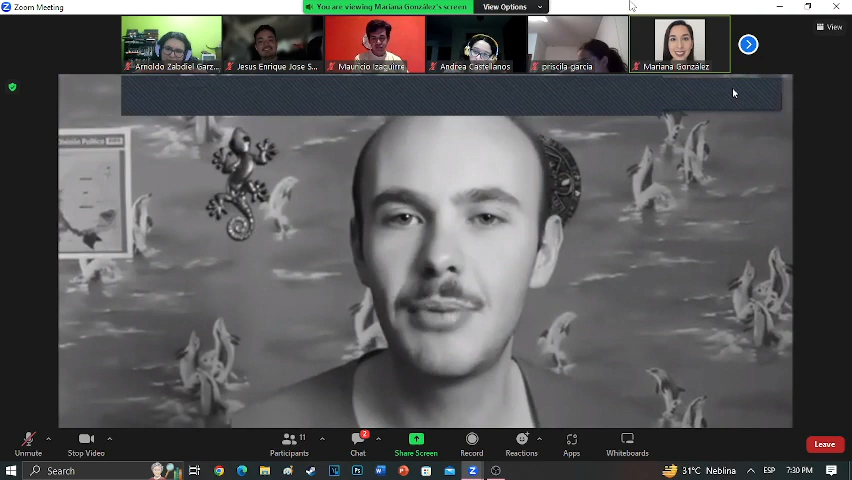 Zoom Meeting
You are viewing Mariana González's screen
View Options
View
Arnoldo Zabdiel Garz...
Jesus Enrique Jose S...
Mauricio Izaguirre
Andrea Castellanos
priscila garcia
Mariana González
Unmute
Stop Video
11
Participants
2
Chat
Share Screen
Record
Reactions
Apps
Whiteboards
Leave
Search
31°C Neblina
ESP
7:30 PM